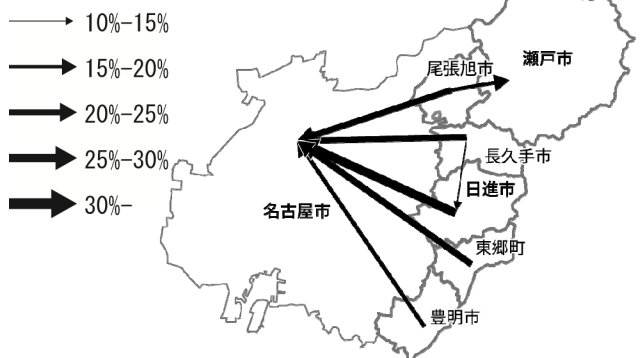 10%-15%
15%-20%
20%-25%
25%-30%
30%-
尾張旭市
瀬戸市
長久手市
日進市
名古屋市
東郷町
豊明市